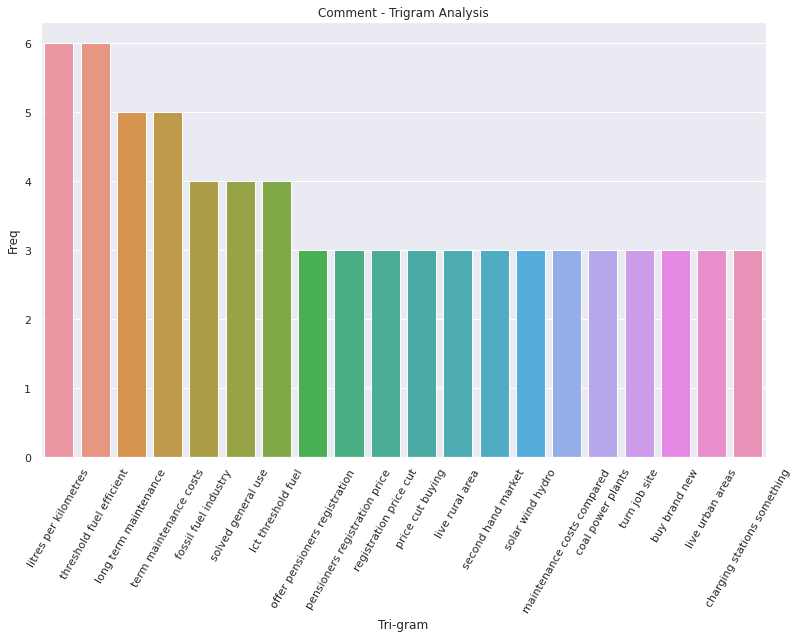 Comment - Trigram Analysis
6
5
4
3
2
1
0
Freq
litres per kilometres
threshold fuel efficient
long term maintenance
term maintenance costs
fossil fuel industry
solved general use
lct threshold fuel
offer pensioners registration
pensioners registration price
registration price cut
price cut buying
live rural area
second hand market
solar wind hydro
maintenance costs compared
coal power plants
turn job site
buy brand new
live urban areas
charging stations something
Tri-gram